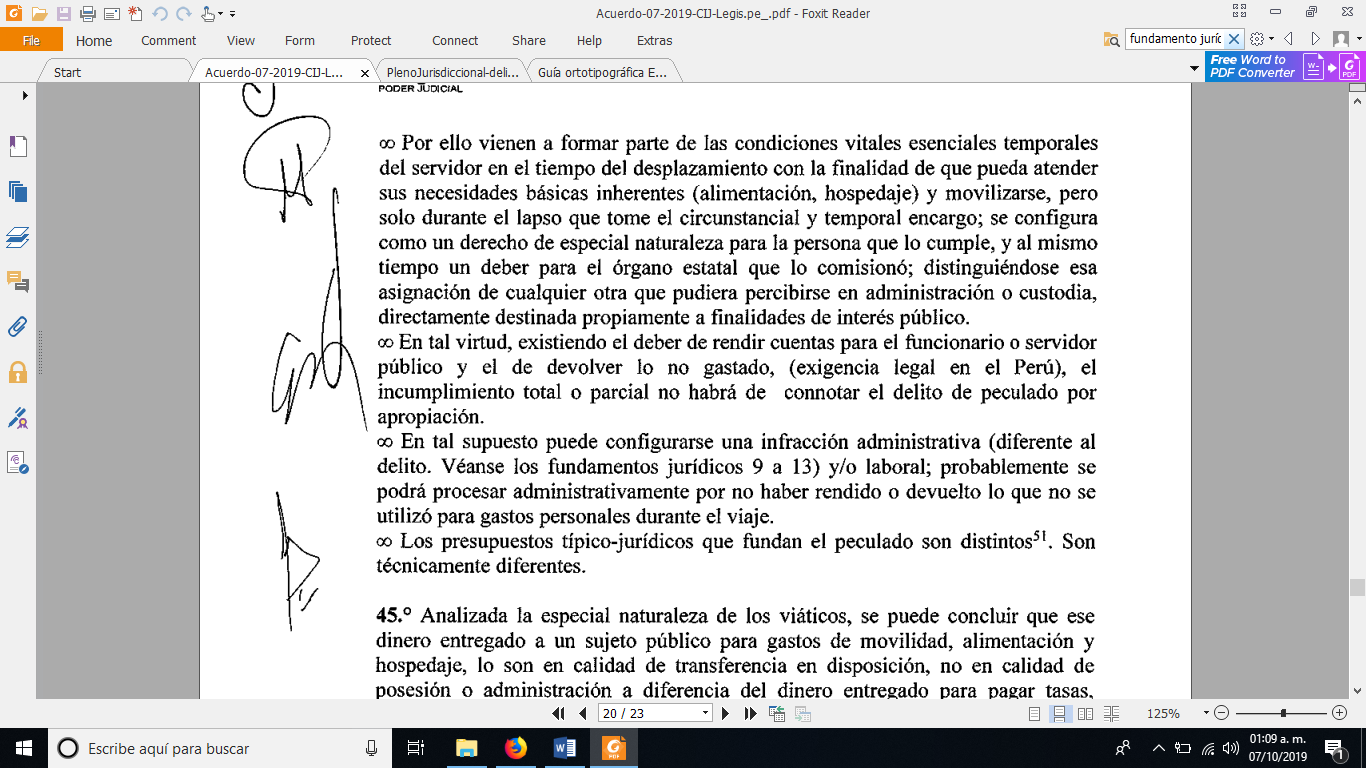 Acuerdo-07-2019-CIJ-Legis.pe_.pdf - Foxit Reader
File Home Comment View Form Protect Connect Share Help Extras
fundamento juríc
Start
Acuerdo-07-2019-CIJ-L...
PlenoJurisdiccional-deli...
Guía ortotipográfica E...
Free Word to
PDF Converter
PODER JUDICIAL
∞ Por ello vienen a formar parte de las condiciones vitales esenciales temporales
del servidor en el tiempo del desplazamiento con la finalidad de que pueda atender
sus necesidades básicas inherentes (alimentación, hospedaje) y movilizarse, pero
solo durante el lapso que tome el circunstancial y temporal encargo; se configura
como un derecho de especial naturaleza para la persona que lo cumple, y al mismo
tiempo un deber para el órgano estatal que lo comisionó; distinguiéndose esa
asignación de cualquier otra que pudiera percibirse en administración o custodia,
directamente destinada propiamente a finalidades de interés público.
∞ En tal virtud, existiendo el deber de rendir cuentas para el funcionario o servidor
público y el de devolver lo no gastado, (exigencia legal en el Perú), el
incumplimiento total o parcial no habrá de connotar el delito de peculado por
apropiación.
∞ En tal supuesto puede configurarse una infracción administrativa (diferente al
delito. Véanse los fundamentos jurídicos 9 a 13) y/o laboral; probablemente se
podrá procesar administrativamente por no haber rendido o devuelto lo que no se
utilizó para gastos personales durante el viaje.
∞ Los presupuestos típico-jurídicos que fundan el peculado son distintos⁵¹. Son
técnicamente diferentes.
45.° Analizada la especial naturaleza de los viáticos, se puede concluir que ese
dinero entregado a un sujeto público para gastos de movilidad, alimentación y
hospedaje, lo son en calidad de transferencia en disposición, no en calidad de
posesión o administración a diferencia del dinero entregado para pagar tasas,
20 / 23
125%
Escribe aquí para buscar
01:09 a. m.
07/10/2019